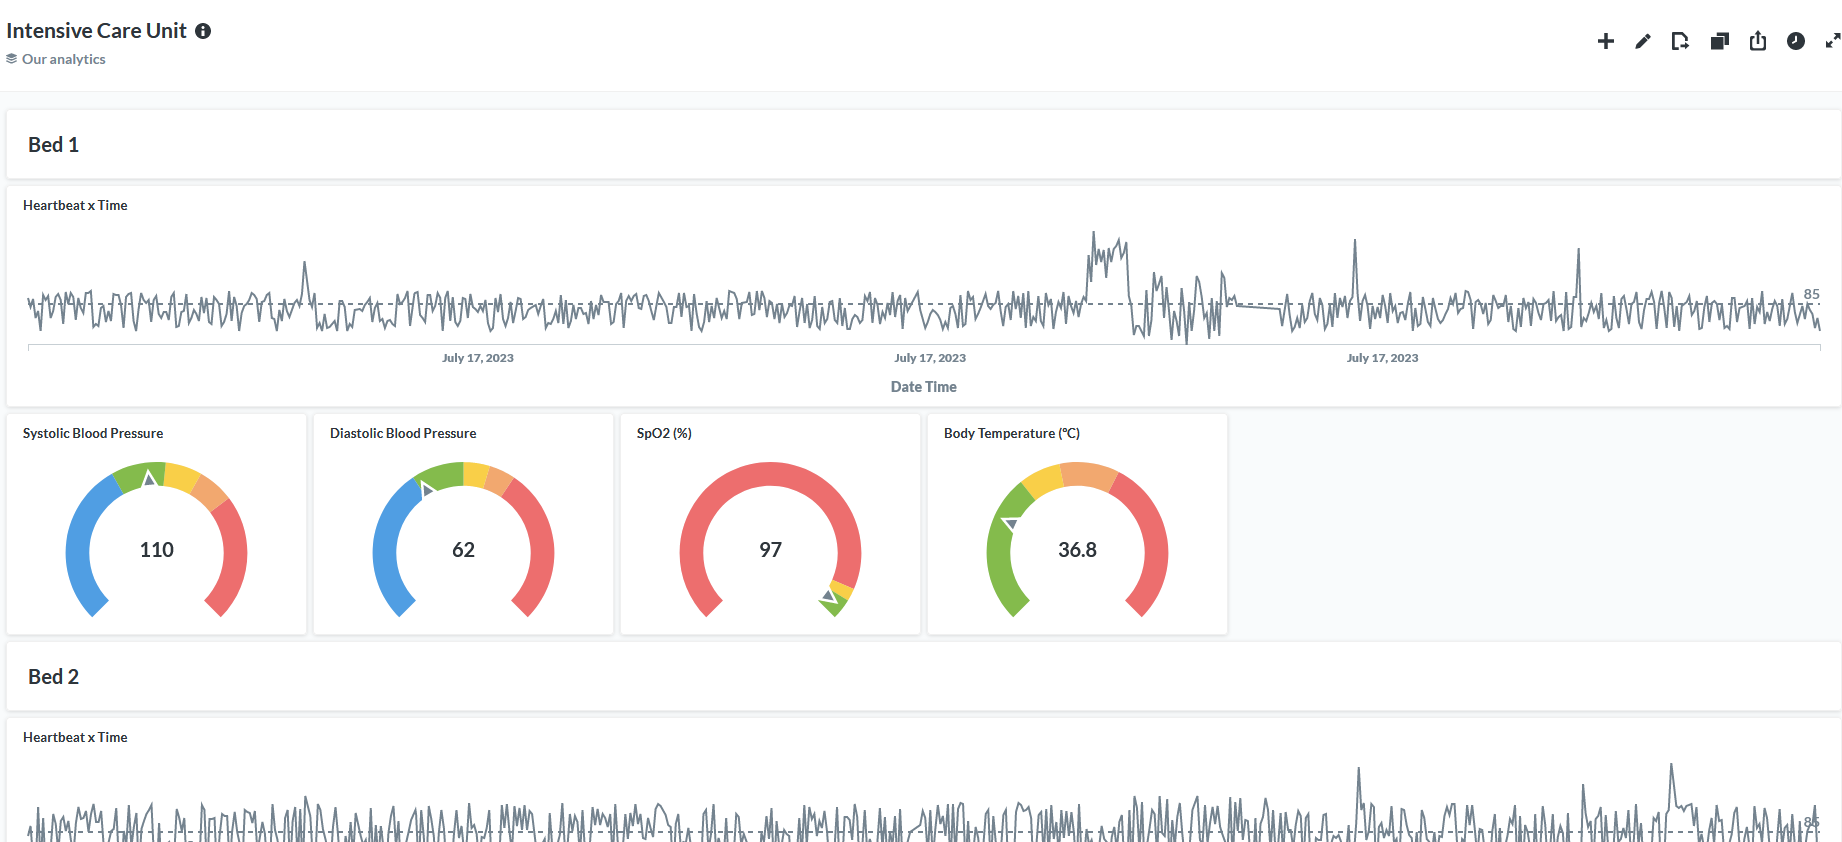 Intensive Care Unit
Our analytics
Bed 1
Heartbeat x Time
85
July 17, 2023 July 17, 2023 July 17, 2023
Date Time
Systolic Blood Pressure
110
Diastolic Blood Pressure
62
SpO2 (%)
97
Body Temperature (°C)
36.8
Bed 2
Heartbeat x Time
85